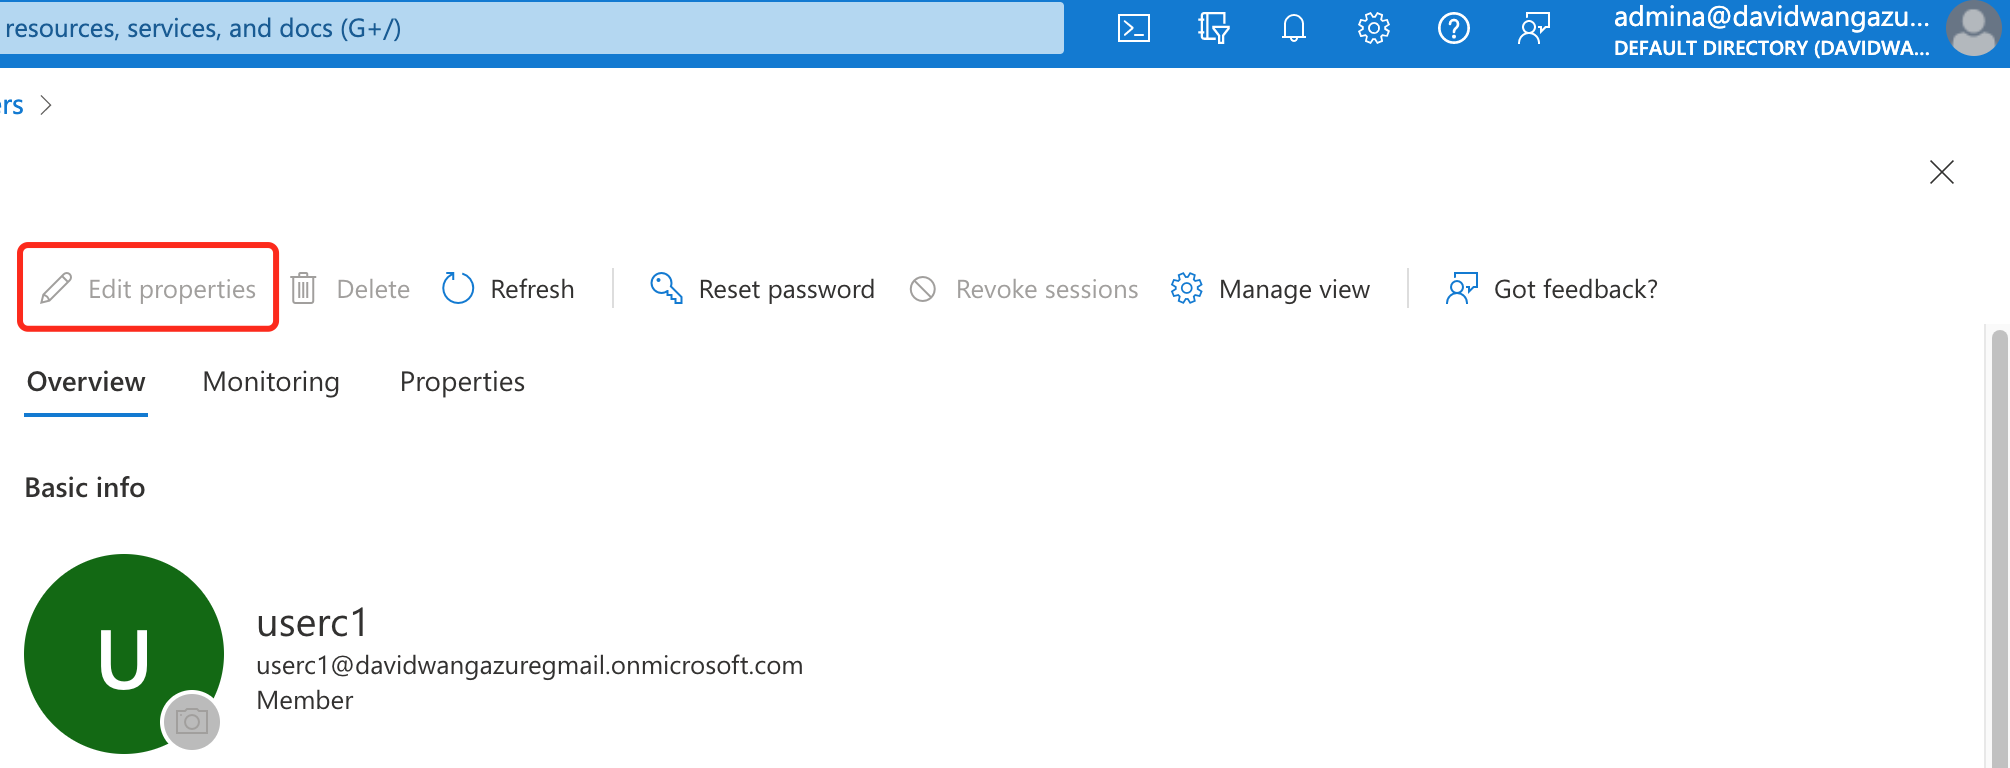 resources, services, and docs (G+/)
admina@davidwangazu...
DEFAULT DIRECTORY (DAVIDWA...
ers >
Edit properties Delete Refresh Reset password Revoke sessions Manage view Got feedback?
Overview Monitoring Properties
Basic info
U
userc1
userc1@davidwangazuregmail.onmicrosoft.com
Member